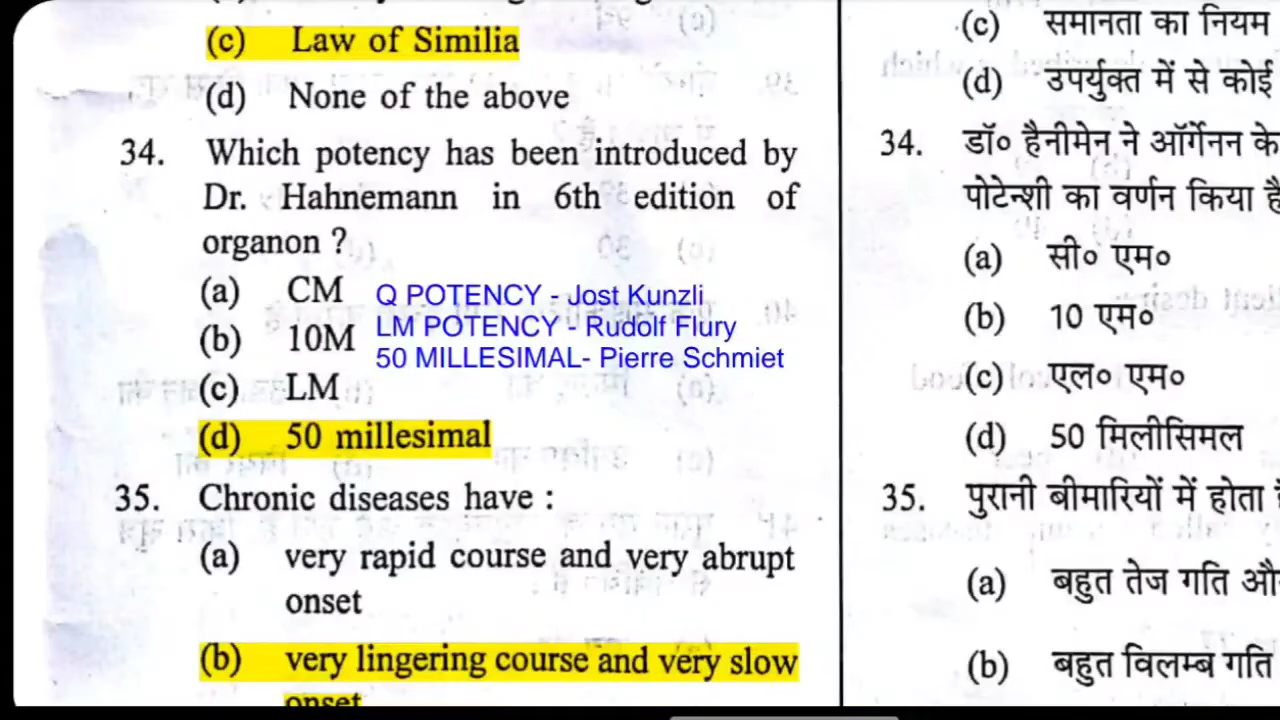 (c) Law of Similia
(d) None of the above
34. Which potency has been introduced by
Dr. Hahnemann in 6th edition of
organon ?
(a) CM
(b) 10M
(c) LM
(d) 50 millesimal
Q POTENCY - Jost Kunzli
LM POTENCY - Rudolf Flury
50 MILLESIMAL- Pierre Schmiet
35. Chronic diseases have :
(a) very rapid course and very abrupt
onset
(b) very lingering course and very slow
onset
(c) समानता का नियम
(d) उपर्युक्त में से कोई
34. डॉ० हैनीमेन ने ऑर्गेनन के
पोटेन्शी का वर्णन किया है
(a) सी० एम०
(b) 10 एम०
(c) एल० एम०
(d) 50 मिलीसिमल
35. पुरानी बीमारियों में होता
(a) बहुत तेज गति
(b) बहुत विलम्ब गति